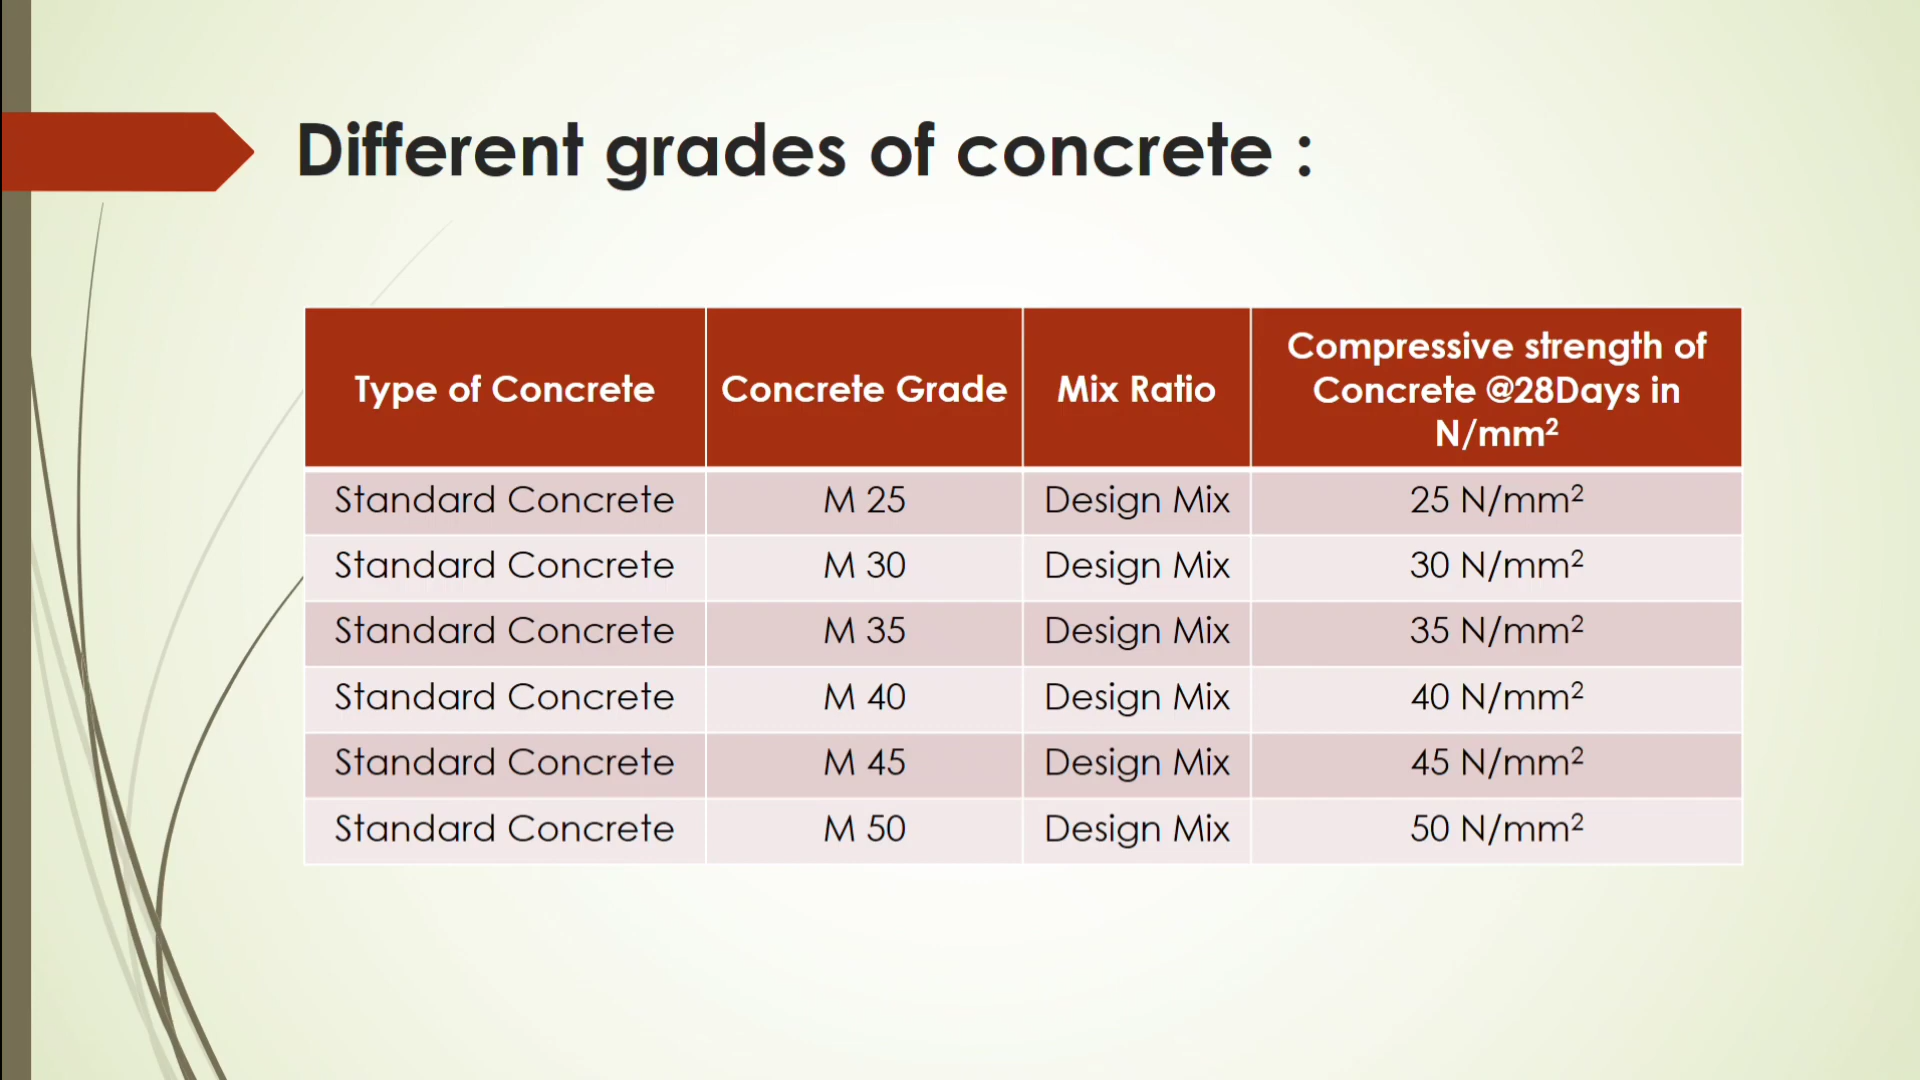 Different grades of concrete :
Type of Concrete Concrete Grade Mix Ratio Compressive strength of Concrete @28Days in N/mm²
Standard Concrete M 25 Design Mix 25 N/mm²
Standard Concrete M 30 Design Mix 30 N/mm²
Standard Concrete M 35 Design Mix 35 N/mm²
Standard Concrete M 40 Design Mix 40 N/mm²
Standard Concrete M 45 Design Mix 45 N/mm²
Standard Concrete M 50 Design Mix 50 N/mm²